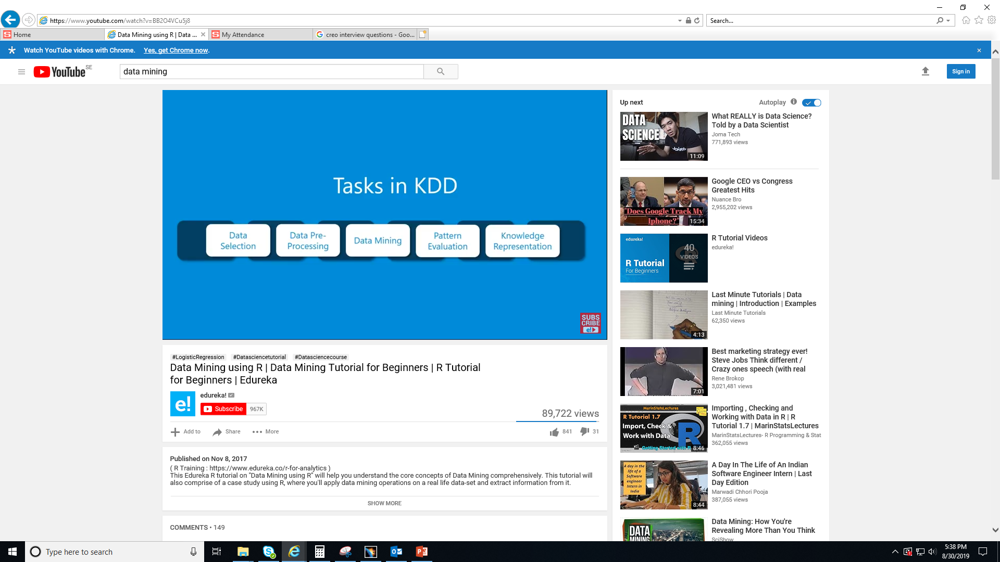 https://www.youtube.com/watch?v=BB2O4VCu5j8
Search...
Home
Data Mining using R | Data ...
My Attendance
creo interview questions - Goo...
Watch YouTube videos with Chrome. Yes, get Chrome now.
YouTube SE
data mining
Sign in
Tasks in KDD
Data Selection
Data Pre-Processing
Data Mining
Pattern Evaluation
Knowledge Representation
SUBSCRIBE
e!
#LogisticRegression #Datasciencetutorial #Datasciencecourse
Data Mining using R | Data Mining Tutorial for Beginners | R Tutorial
for Beginners | Edureka
e!
edureka!
Subscribe 967K
89,722 views
Add to Share More
841 31
Published on Nov 8, 2017
( R Training : https://www.edureka.co/r-for-analytics )
This Edureka R tutorial on "Data Mining using R" will help you understand the core concepts of Data Mining comprehensively. This tutorial will
also comprise of a case study using R, where you'll apply data mining operations on a real life data-set and extract information from it.
SHOW MORE
COMMENTS • 149
Up next
Autoplay
DATA
SCIENCE
11:09
What REALLY is Data Science?
Told by a Data Scientist
Joma Tech
771,893 views
"Does Google Track My
Iphone?"
15:34
Google CEO vs Congress
Greatest Hits
Nuance Bro
2,955,202 views
edureka!
R Tutorial
For Beginners
40
VIDEOS
R Tutorial Videos
edureka!
4:13
Last Minute Tutorials | Data
mining | Introduction | Examples
Last Minute Tutorials
62,350 views
7:01
Best marketing strategy ever!
Steve Jobs Think different /
Crazy ones speech (with real
Rene Brokop
3,021,481 views
MarinStatsLectures
R Tutorial 1.7
Import, Check &
Work with Data
Getting Started with R
8:46
Importing , Checking and
Working with Data in R | R
Tutorial 1.7 | MarinStatsLectures
MarinStatsLectures- R Programming & Stat
362,055 views
A day in the
life of a
Software
engineer
Intern in
India
8:44
A Day In The Life of An Indian
Software Engineer Intern | Last
Day Edition
Marwadi Chhori Pooja
387,055 views
DATA
MINING
Data Mining: How You're
Revealing More Than You Think
SciShow
Type here to search
5:38 PM
8/30/2019